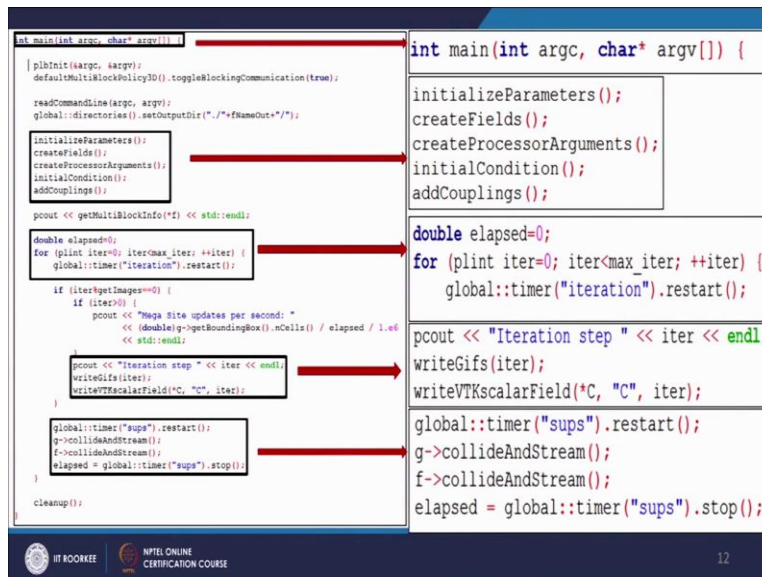 int main(int argc, char* argv[]) {
plbInit(&argc, &argv);
defaultMultiBlockPolicy3D().toggleBlockingCommunication(true);
readCommandLine(argc, argv);
global::directories().setOutputDir("./"+fNameOut+"/");
initializeParameters();
createFields();
createProcessorArguments();
initialCondition();
addCouplings();
pcout << getMultiBlockInfo(*f) << std::endl;
double elapsed=0;
for (plint iter=0; iter<max_iter; ++iter) {
global::timer("iteration").restart();
if (iter%getImages==0) {
if (iter>0) {
pcout << "Mega Site updates per second: "
<< (double)g->getBoundingBox().nCells() / elapsed / 1.e6
<< std::endl;
}
pcout << "Iteration step " << iter << endl;
writeGifs(iter);
writeVTKscalarField(*C, "C", iter);
}
global::timer("sups").restart();
g->collideAndStream();
f->collideAndStream();
elapsed = global::timer("sups").stop();
}
cleanup();
}
int main(int argc, char* argv[]) {
initializeParameters();
createFields();
createProcessorArguments();
initialCondition();
addCouplings();
double elapsed=0;
for (plint iter=0; iter<max_iter; ++iter) {
global::timer("iteration").restart();
pcout << "Iteration step " << iter << endl
writeGifs(iter);
writeVTKscalarField(*C, "C", iter);
global::timer("sups").restart();
g->collideAndStream();
f->collideAndStream();
elapsed = global::timer("sups").stop();
IIT ROORKEE
NPTEL ONLINE
CERTIFICATION COURSE
12